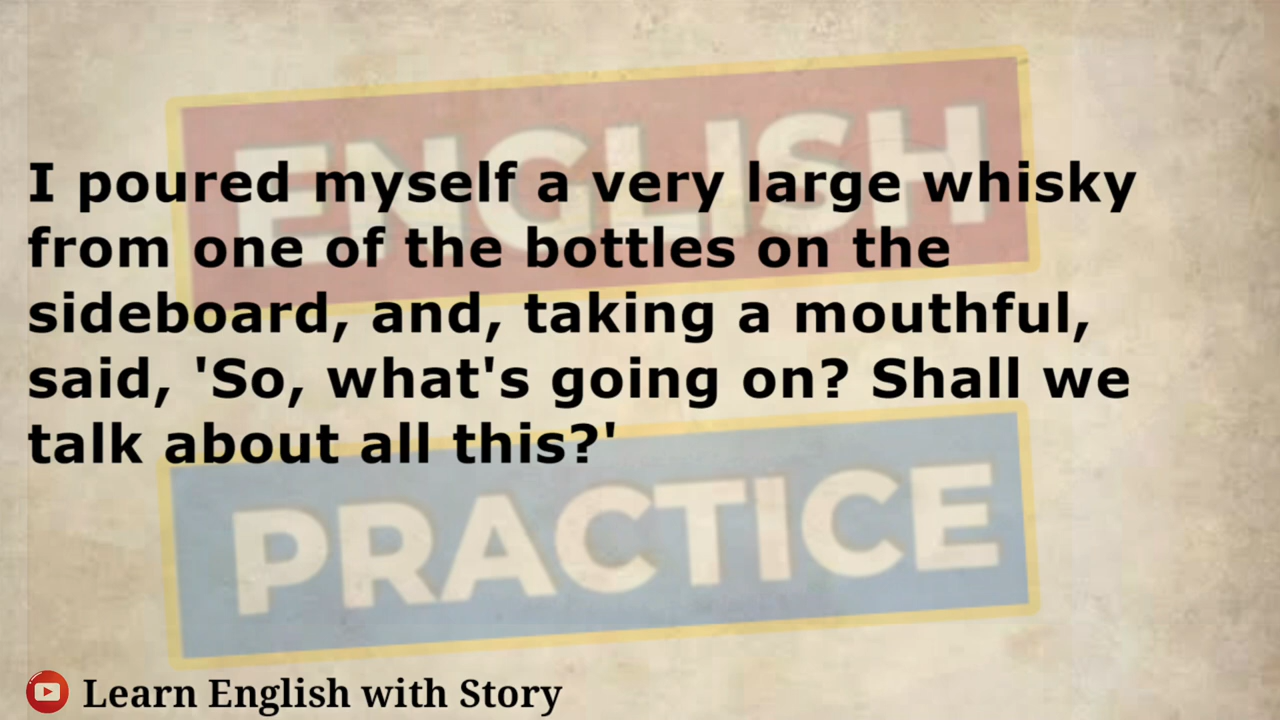 ENGLISH
I poured myself a very large whisky
from one of the bottles on the
sideboard, and, taking a mouthful,
said, 'So, what's going on? Shall we
talk about all this?'
PRACTICE
Learn English with Story